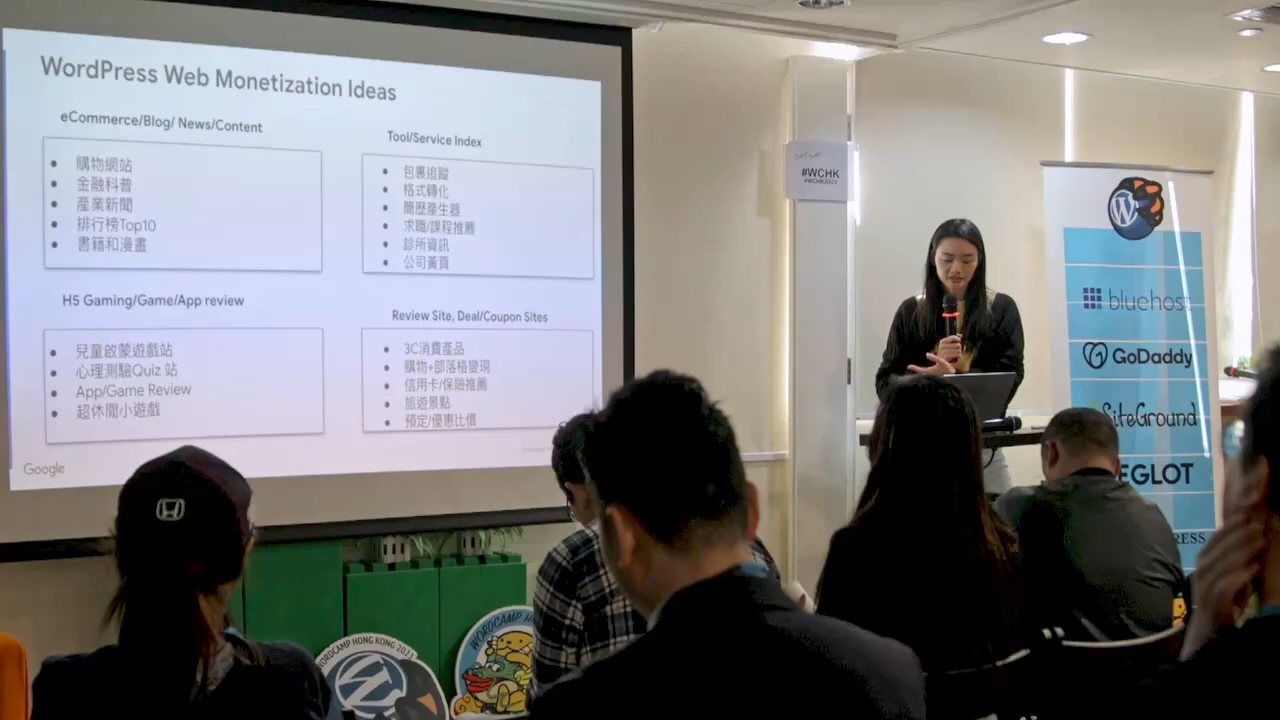 WordPress Web Monetization Ideas
eCommerce/Blog/ News/Content
購物網站
金融科普
產業新聞
排行榜Top10
書籍和漫畫
Tool/Service Index
包裹追蹤
格式轉化
簡歷產生器
求職/課程推薦
診所資訊
公司黃頁
H5 Gaming/Game/App review
兒童啟蒙遊戲站
心理測驗Quiz 站
App/Game Review
超休閒小遊戲
Review Site, Deal/Coupon Sites
3C消費產品
購物+部落格變現
信用卡/保險推薦
旅遊景點
預定/優惠比價
Google
#WCHK
#WCHK2023
bluehost
GoDaddy
SiteGround
EGLOT
RESS
WORDCAMP HONG KONG 2023
WORDCAMP HO